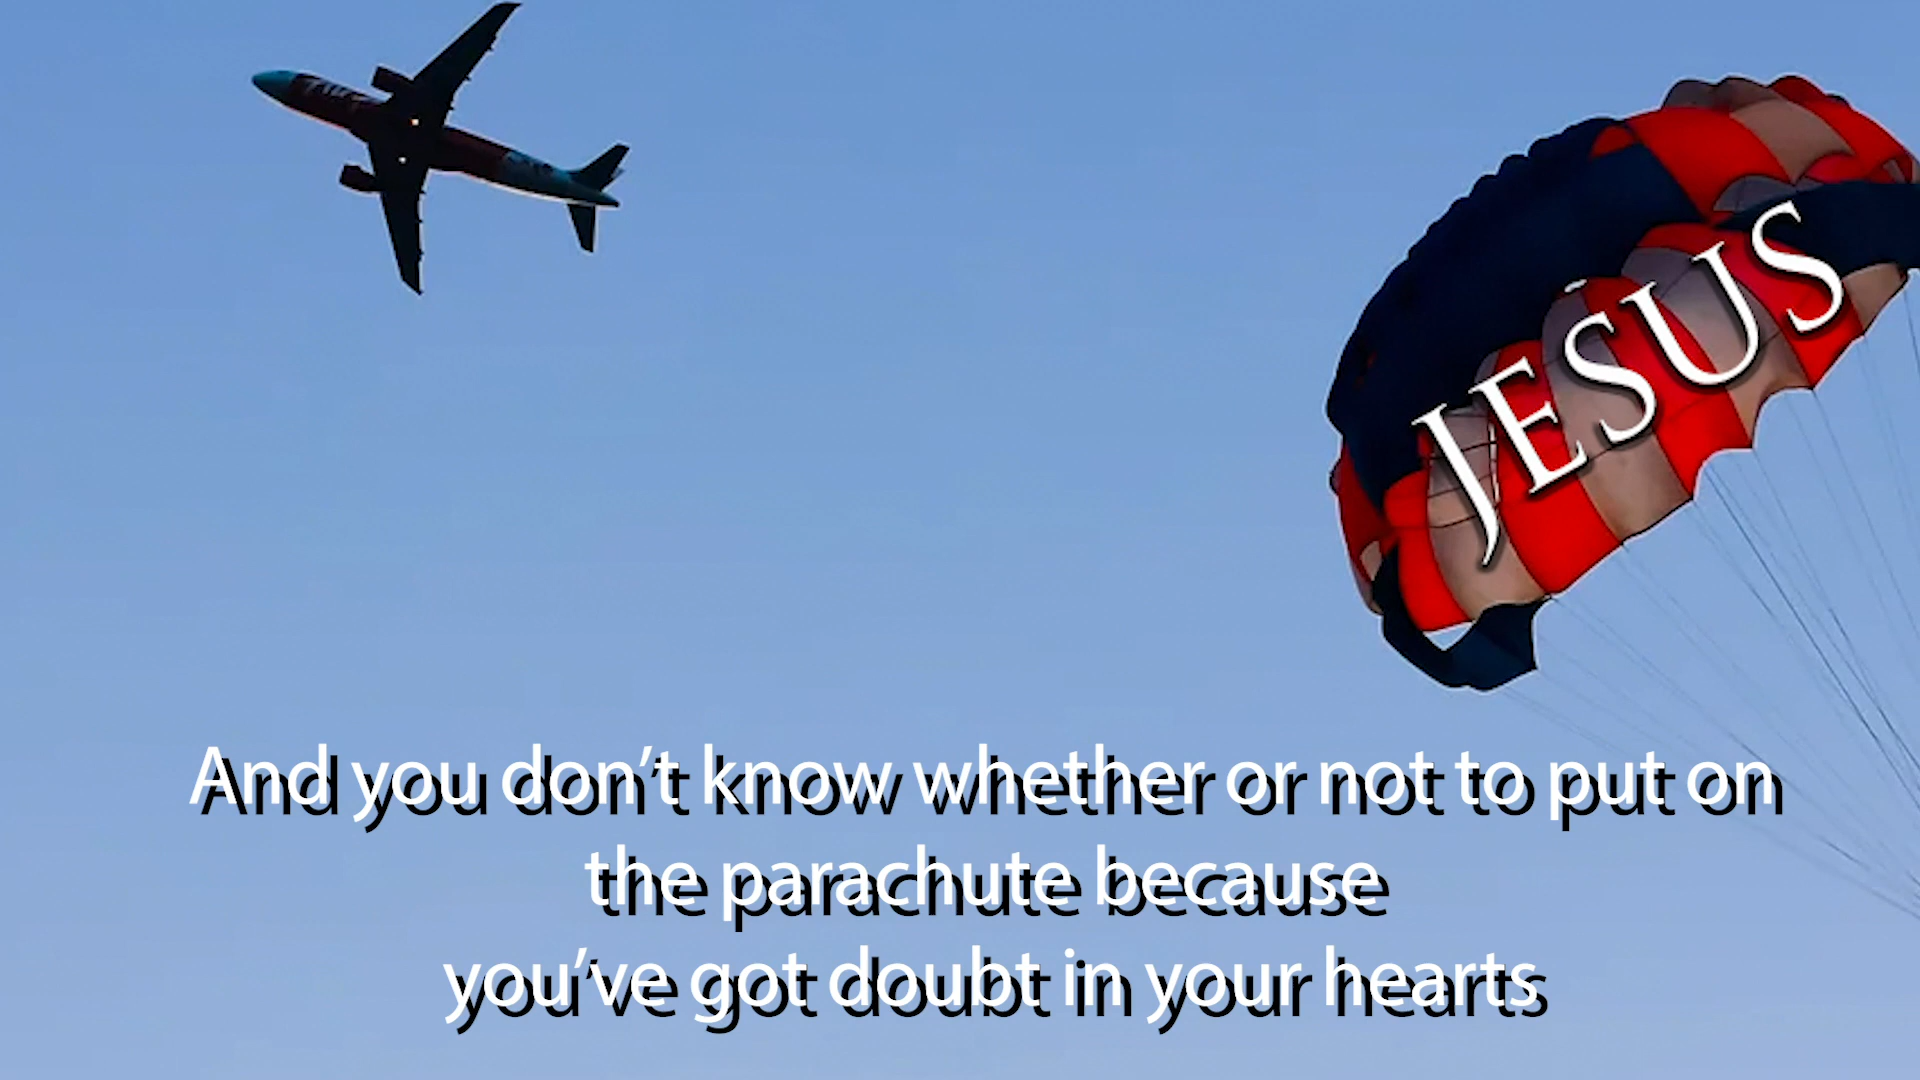 JESUS
And you don’t know whether or not to put on
the parachute because
you’ve got doubt in your hearts